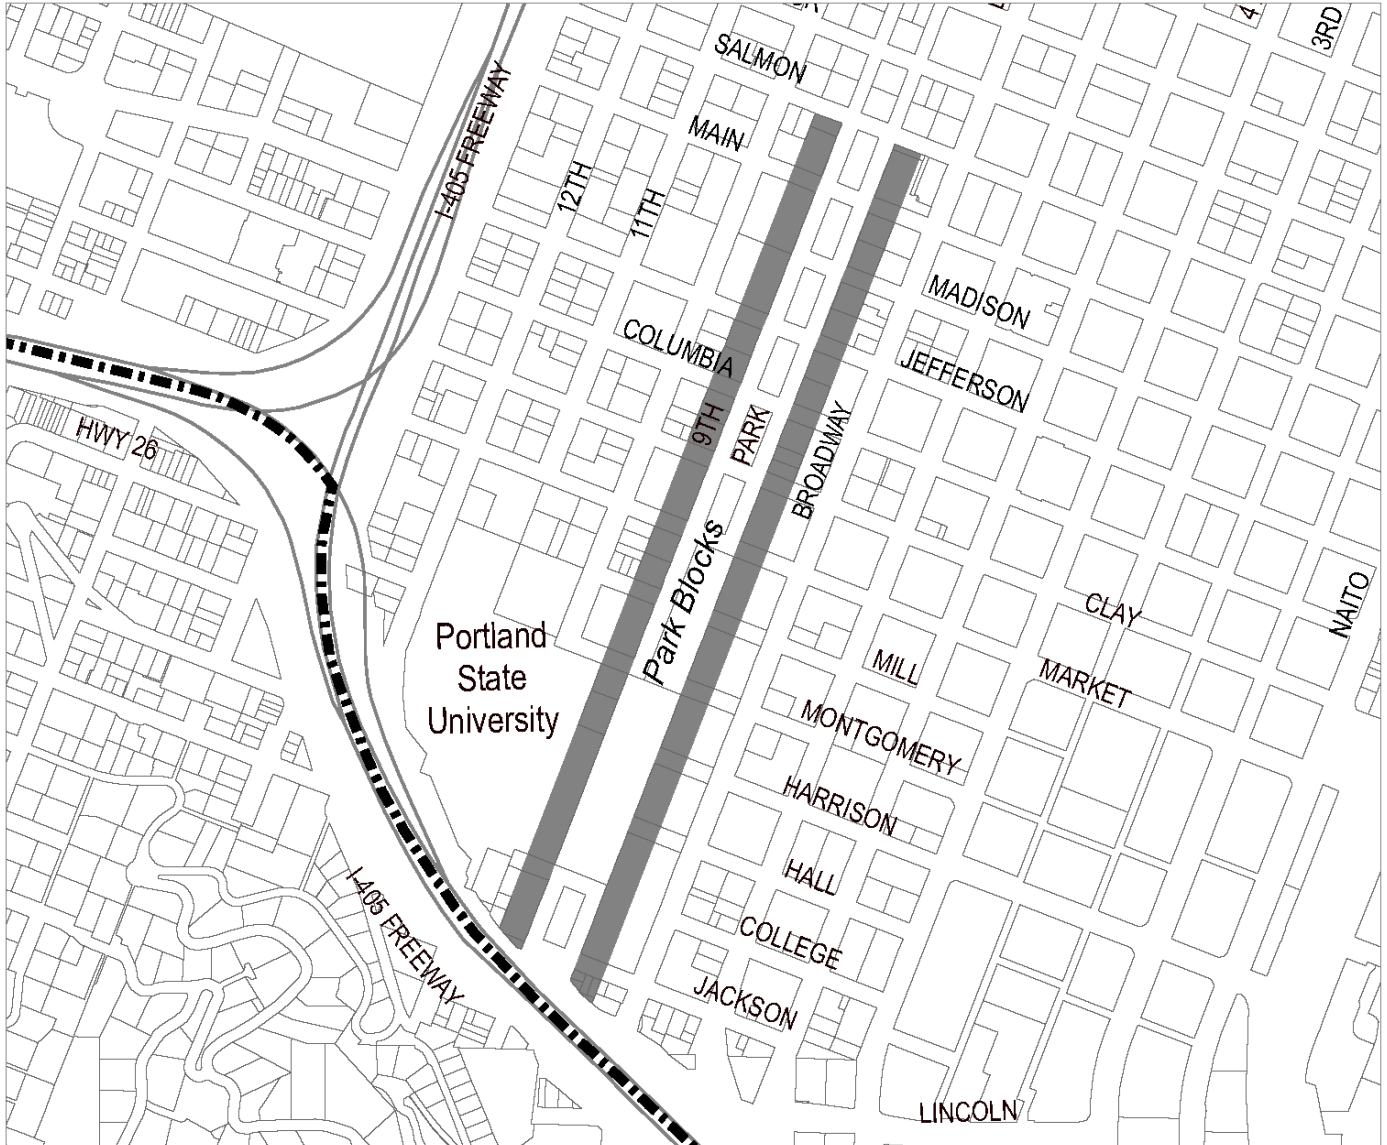 4
3RD
SALMON
I-405 FREEWAY
MAIN
12TH
11TH
MADISON
COLUMBIA
JEFFERSON
9TH
PARK
BROADWAY
HWY 26
Park Blocks
CLAY
NAITO
Portland
State
University
MILL
MARKET
MONTGOMERY
HARRISON
HALL
I-405 FREEWAY
COLLEGE
JACKSON
LINCOLN